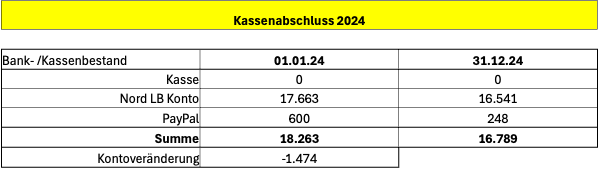 Kassenabschluss 2024
Bank- /Kassenbestand 01.01.24 31.12.24
Kasse 0 0
Nord LB Konto 17.663 16.541
PayPal 600 248
Summe 18.263 16.789
Kontoveränderung -1.474